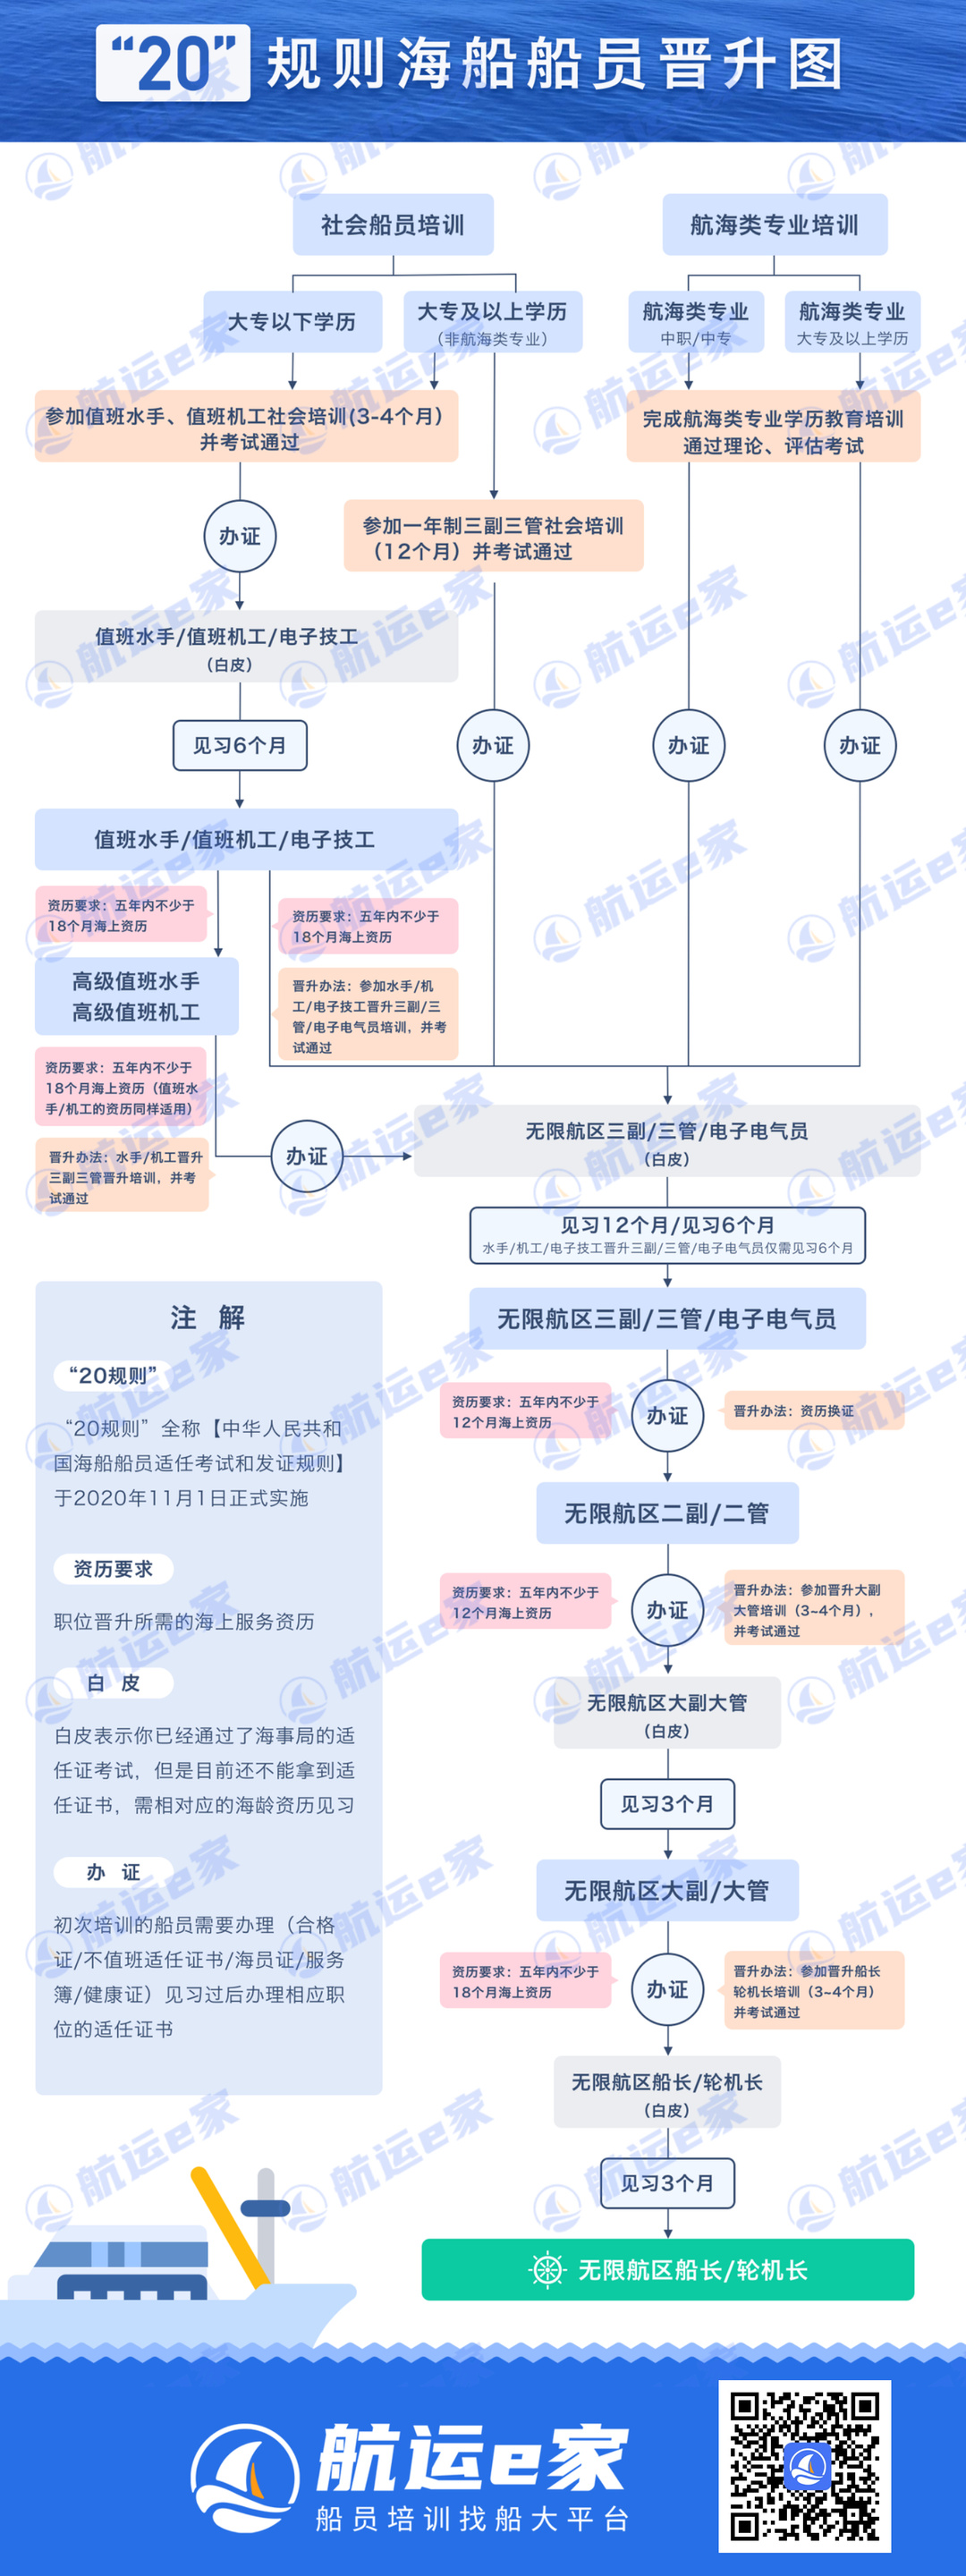 “20”规则海船船员晋升图
社会船员培训
航海类专业培训
大专以下学历
大专及以上学历
（非航海类专业）
航海类专业
中职/中专
航海类专业
大专及以上学历
参加值班水手、值班机工社会培训(3-4个月）
并考试通过
完成航海类专业学历教育培训
通过理论、评估考试
办证
参加一年制三副三管社会培训
（12个月）并考试通过
值班水手/值班机工/电子技工
（白皮）
见习6个月
办证
办证
办证
值班水手/值班机工/电子技工
资历要求：五年内不少于
18个月海上资历
资历要求：五年内不少于
18个月海上资历
高级值班水手
高级值班机工
晋升办法：参加水手/机
工/电子技工晋升三副/三
管/电子电气员培训，并考
试通过
资历要求：五年内不少于
18个月海上资历（值班水
手/机工的资历同样适用）
晋升办法：水手/机工晋升
三副三管晋升培训，并考
试通过
办证
无限航区三副/三管/电子电气员
（白皮）
见习12个月/见习6个月
水手/机工/电子技工晋升三副/三管/电子电气员仅需见习6个月
无限航区三副/三管/电子电气员
资历要求：五年内不少于
12个月海上资历
办证
晋升办法：资历换证
无限航区二副/二管
资历要求：五年内不少于
12个月海上资历
办证
晋升办法：参加晋升大副
大管培训（3~4个月），
并考试通过
无限航区大副大管
（白皮）
见习3个月
无限航区大副/大管
资历要求：五年内不少于
18个月海上资历
办证
晋升办法：参加晋升船长
轮机长培训（3~4个月）
并考试通过
无限航区船长/轮机长
（白皮）
见习3个月
无限航区船长/轮机长
注 解
“20规则”
“20规则”全称【中华人民共和
国海船船员适任考试和发证规则】
于2020年11月1日正式实施
资历要求
职位晋升所需的海上服务资历
白 皮
白皮表示你已经通过了海事局的适
任证考试，但是目前还不能拿到适
任证书，需相对应的海龄资历见习
办 证
初次培训的船员需要办理（合格
证/不值班适任证书/海员证/服务
簿/健康证）见习过后办理相应职
位的适任证书
航运e家
船员培训找船大平台